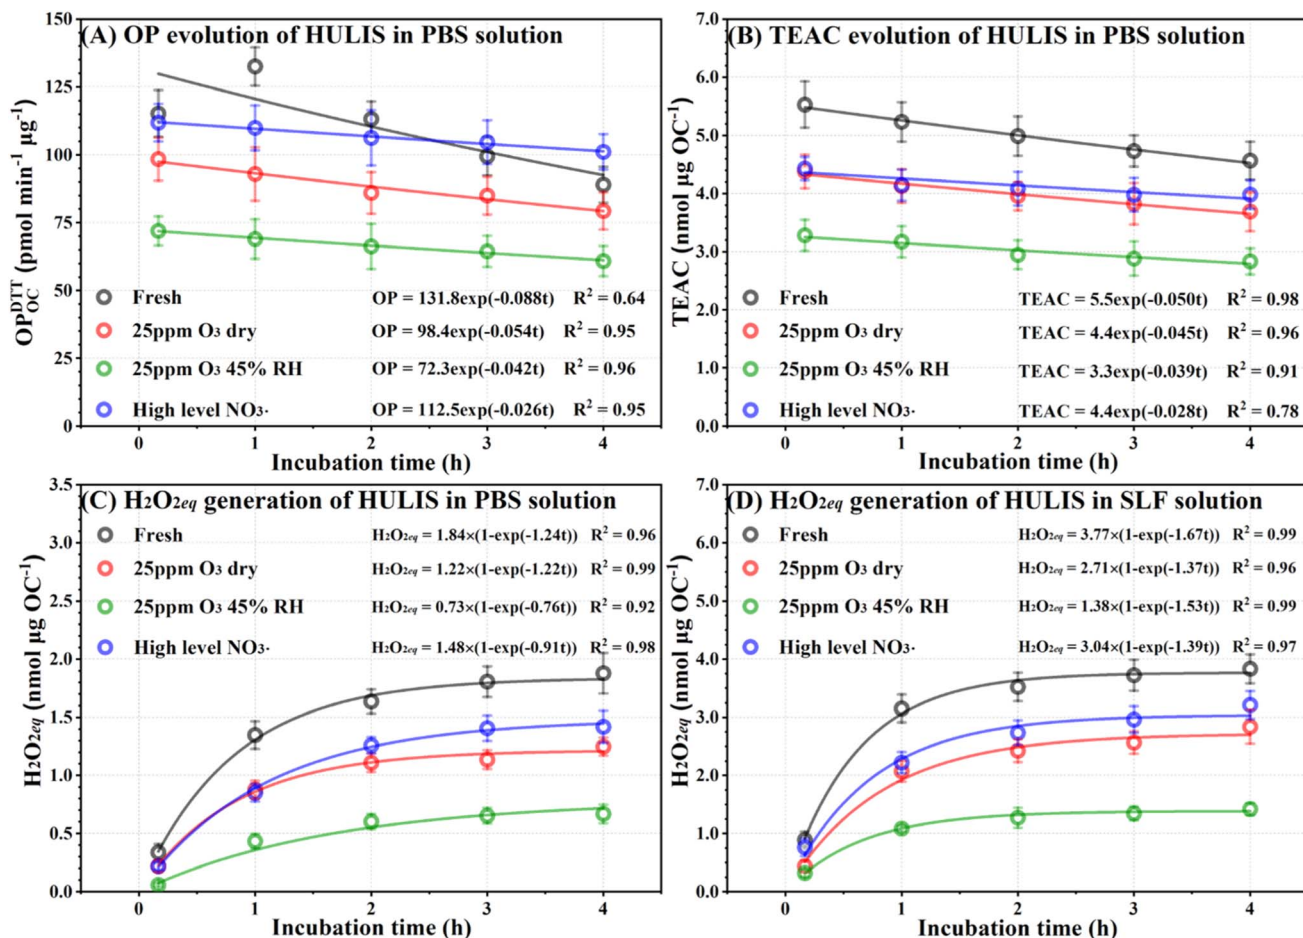 (A) OP evolution of HULIS in PBS solution
OP_OC^DTT (pmol min⁻¹ μg⁻¹)
150
125
100
75
50
25
0
Fresh OP = 131.8exp(-0.088t) R² = 0.64
25ppm O₃ dry OP = 98.4exp(-0.054t) R² = 0.95
25ppm O₃ 45% RH OP = 72.3exp(-0.042t) R² = 0.96
High level NO₃· OP = 112.5exp(-0.026t) R² = 0.95
0 1 2 3 4
Incubation time (h)
(B) TEAC evolution of HULIS in PBS solution
TEAC (nmol μg OC⁻¹)
7.0
6.0
5.0
4.0
3.0
2.0
1.0
0.0
Fresh TEAC = 5.5exp(-0.050t) R² = 0.98
25ppm O₃ dry TEAC = 4.4exp(-0.045t) R² = 0.96
25ppm O₃ 45% RH TEAC = 3.3exp(-0.039t) R² = 0.91
High level NO₃· TEAC = 4.4exp(-0.028t) R² = 0.78
0 1 2 3 4
Incubation time (h)
(C) H₂O₂eq generation of HULIS in PBS solution
H₂O₂eq (nmol μg OC⁻¹)
3.5
3.0
2.5
2.0
1.5
1.0
0.5
0.0
Fresh H₂O₂eq = 1.84×(1-exp(-1.24t)) R² = 0.96
25ppm O₃ dry H₂O₂eq = 1.22×(1-exp(-1.22t)) R² = 0.99
25ppm O₃ 45% RH H₂O₂eq = 0.73×(1-exp(-0.76t)) R² = 0.92
High level NO₃· H₂O₂eq = 1.48×(1-exp(-0.91t)) R² = 0.98
0 1 2 3 4
Incubation time (h)
(D) H₂O₂eq generation of HULIS in SLF solution
H₂O₂eq (nmol μg OC⁻¹)
7.0
6.0
5.0
4.0
3.0
2.0
1.0
0.0
Fresh H₂O₂eq = 3.77×(1-exp(-1.67t)) R² = 0.99
25ppm O₃ dry H₂O₂eq = 2.71×(1-exp(-1.37t)) R² = 0.96
25ppm O₃ 45% RH H₂O₂eq = 1.38×(1-exp(-1.53t)) R² = 0.99
High level NO₃· H₂O₂eq = 3.04×(1-exp(-1.39t)) R² = 0.97
0 1 2 3 4
Incubation time (h)